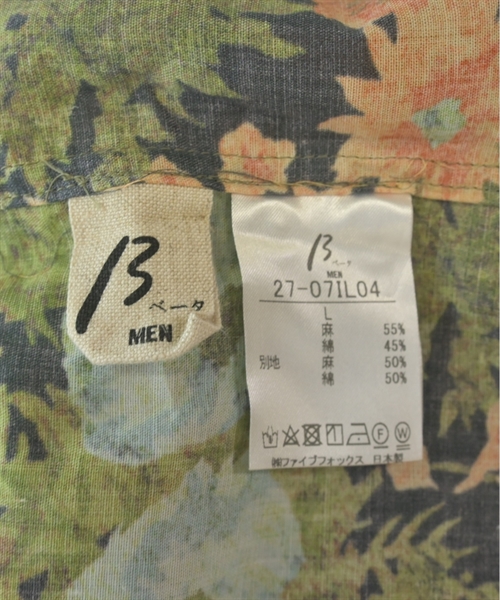 β
ベータ
MEN
β
ベータ
MEN
27-07IL04
L
麻 55%
綿 45%
別地 麻 50%
綿 50%
F W
㈱ファイブフォックス 日本製